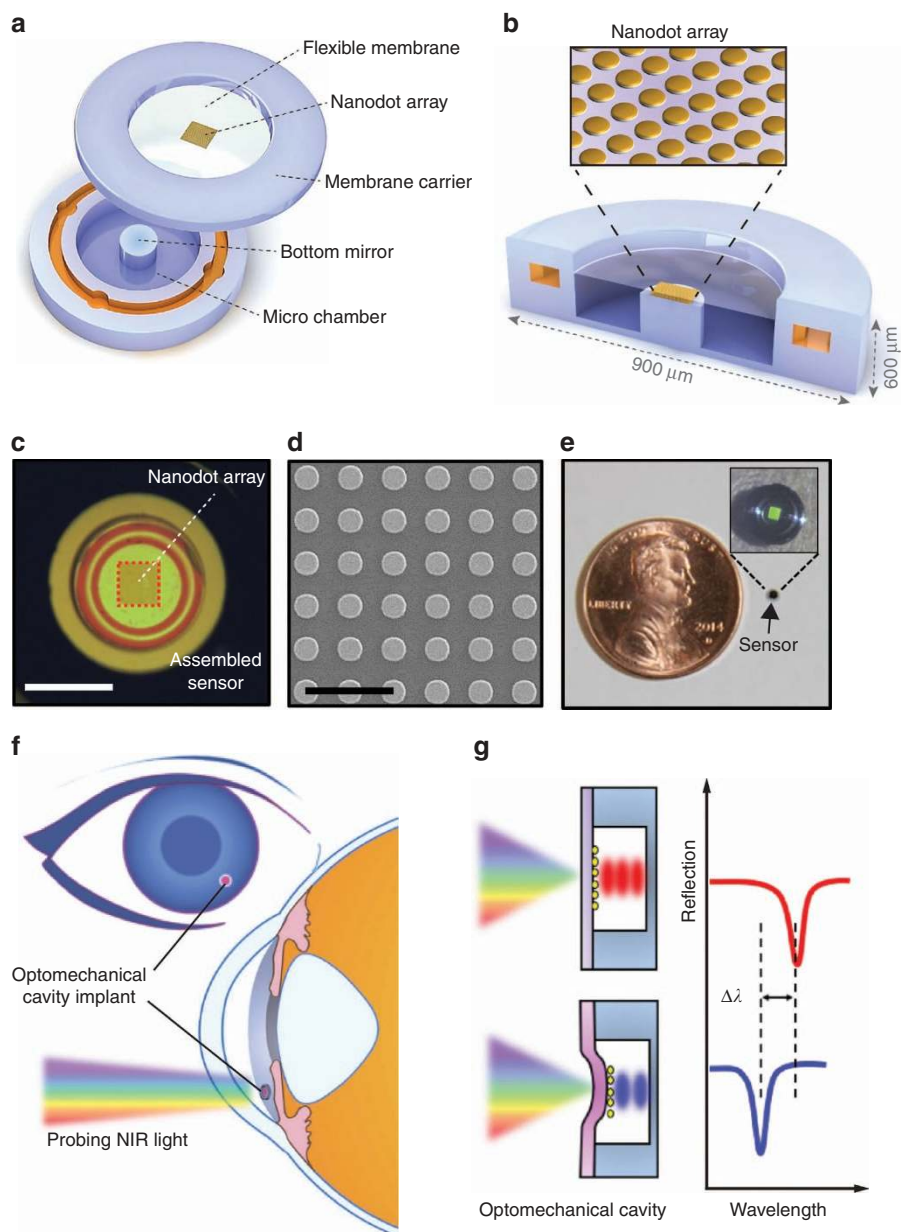 a
Flexible membrane
Nanodot array
Membrane carrier
Bottom mirror
Micro chamber
b
Nanodot array
900 μm
600 μm
c
Nanodot array
Assembled
sensor
d
e
LIBERTY
2014
Sensor
f
Optomechanical
cavity implant
Probing NIR light
g
Reflection
Δλ
Optomechanical cavity
Wavelength